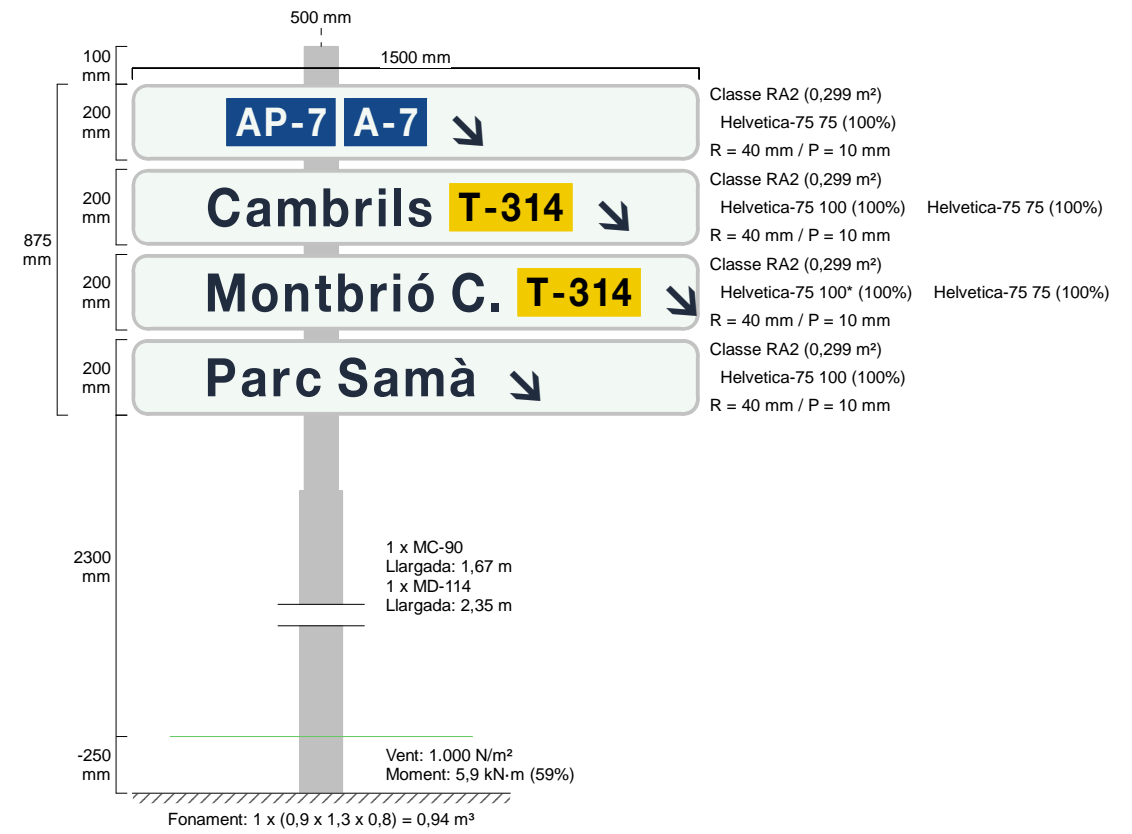 500 mm
100 mm
1500 mm
875 mm
200 mm
AP-7 A-7
Classe RA2 (0,299 m²)
Helvetica-75 75 (100%)
R = 40 mm / P = 10 mm
200 mm
Cambrils T-314
Classe RA2 (0,299 m²)
Helvetica-75 100 (100%) Helvetica-75 75 (100%)
R = 40 mm / P = 10 mm
200 mm
Montbrió C. T-314
Classe RA2 (0,299 m²)
Helvetica-75 100* (100%) Helvetica-75 75 (100%)
R = 40 mm / P = 10 mm
200 mm
Parc Samà
Classe RA2 (0,299 m²)
Helvetica-75 100 (100%)
R = 40 mm / P = 10 mm
2300 mm
1 x MC-90
Llargada: 1,67 m
1 x MD-114
Llargada: 2,35 m
-250 mm
Vent: 1.000 N/m²
Moment: 5,9 kN·m (59%)
Fonament: 1 x (0,9 x 1,3 x 0,8) = 0,94 m³